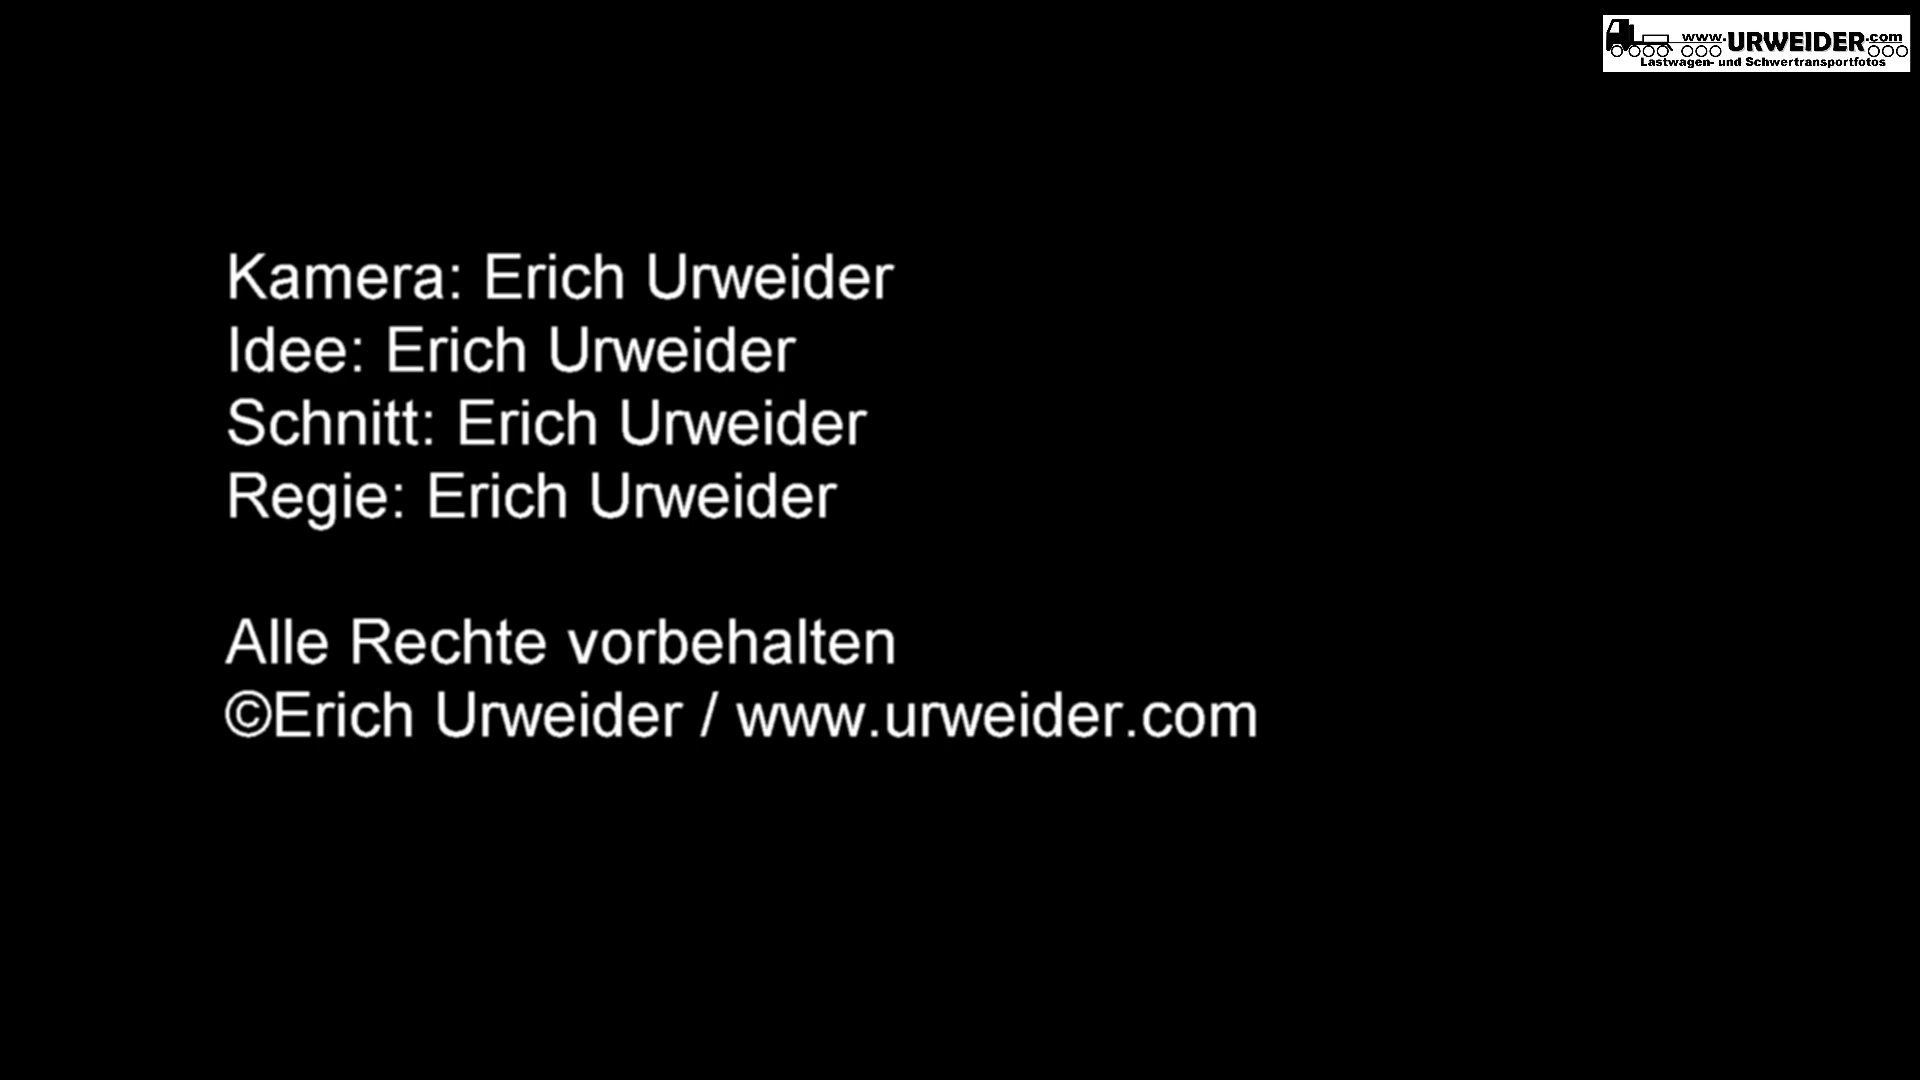 www.URWEIDER.com
Lastwagen- und Schwertransportfotos
Kamera: Erich Urweider
Idee: Erich Urweider
Schnitt: Erich Urweider
Regie: Erich Urweider
Alle Rechte vorbehalten
©Erich Urweider / www.urweider.com